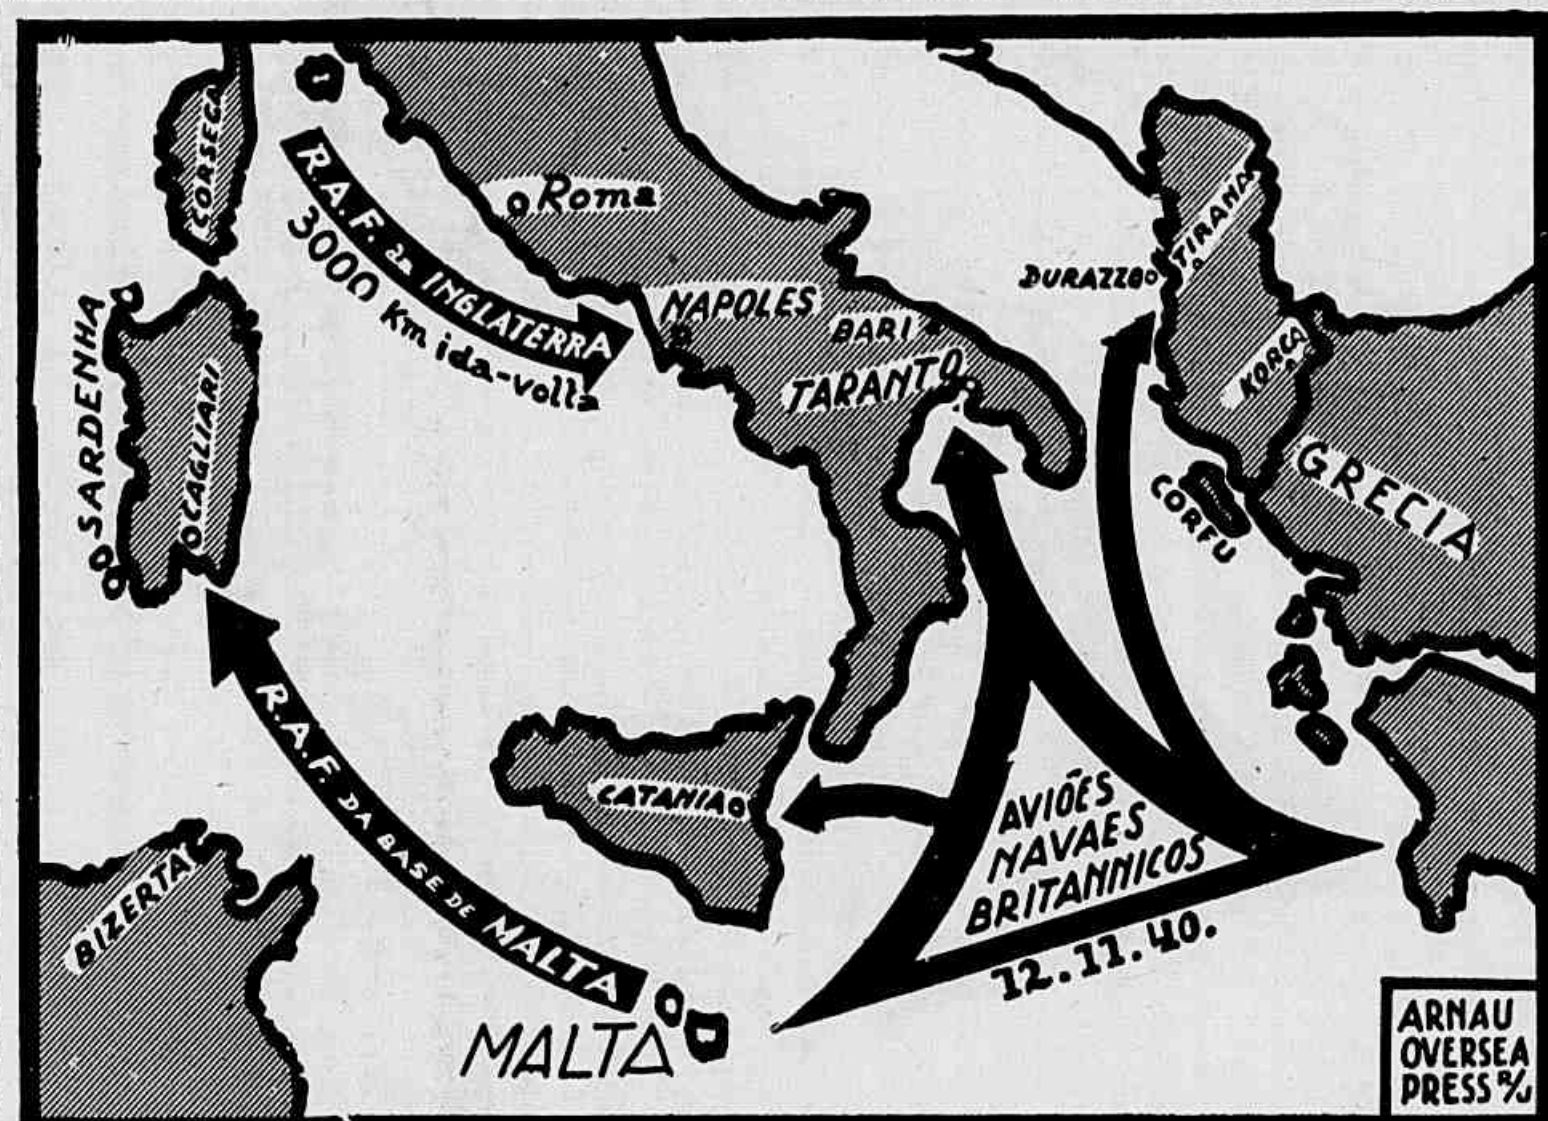 CORSEGA
R.A.F. da INGLATERRA
3000 Km ida-volta
Roma
NAPOLES
BARI
TARANTO
DURAZZO
TIRANA
KORÇA
GRECIA
CORFU
SARDENHA
CAGLIARI
R.A.F. DA BASE DE MALTA
CATANIA
BIZERTA
MALTA
AVIÕES
NAVAES
BRITANNICOS
12.11.40.
ARNAU
OVERSEA
PRESS R/J